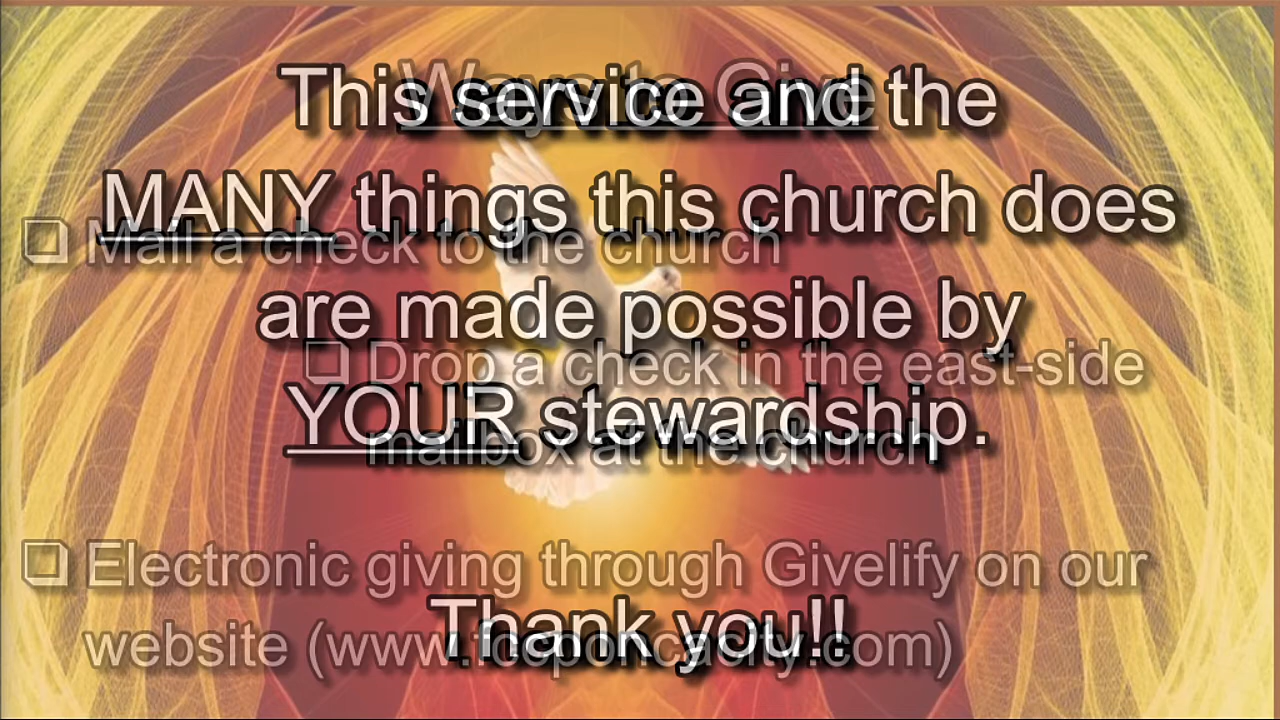 This service and the
MANY things this church does
are made possible by
YOUR stewardship.
Thank you!!
Ways to Give
Mail a check to the church
Drop a check in the east-side
mailbox at the church
Electronic giving through Givelify on our
website (www.fccponcacity.com)